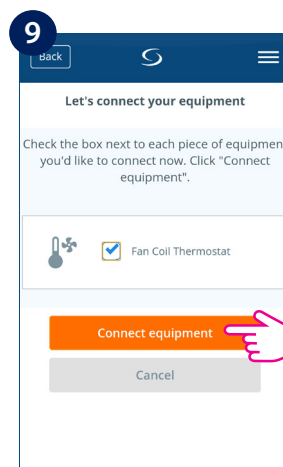 9
Back
Let's connect your equipment
Check the box next to each piece of equipmen
you'd like to connect now. Click "Connect
equipment".
Fan Coil Thermostat
Connect equipment
Cancel